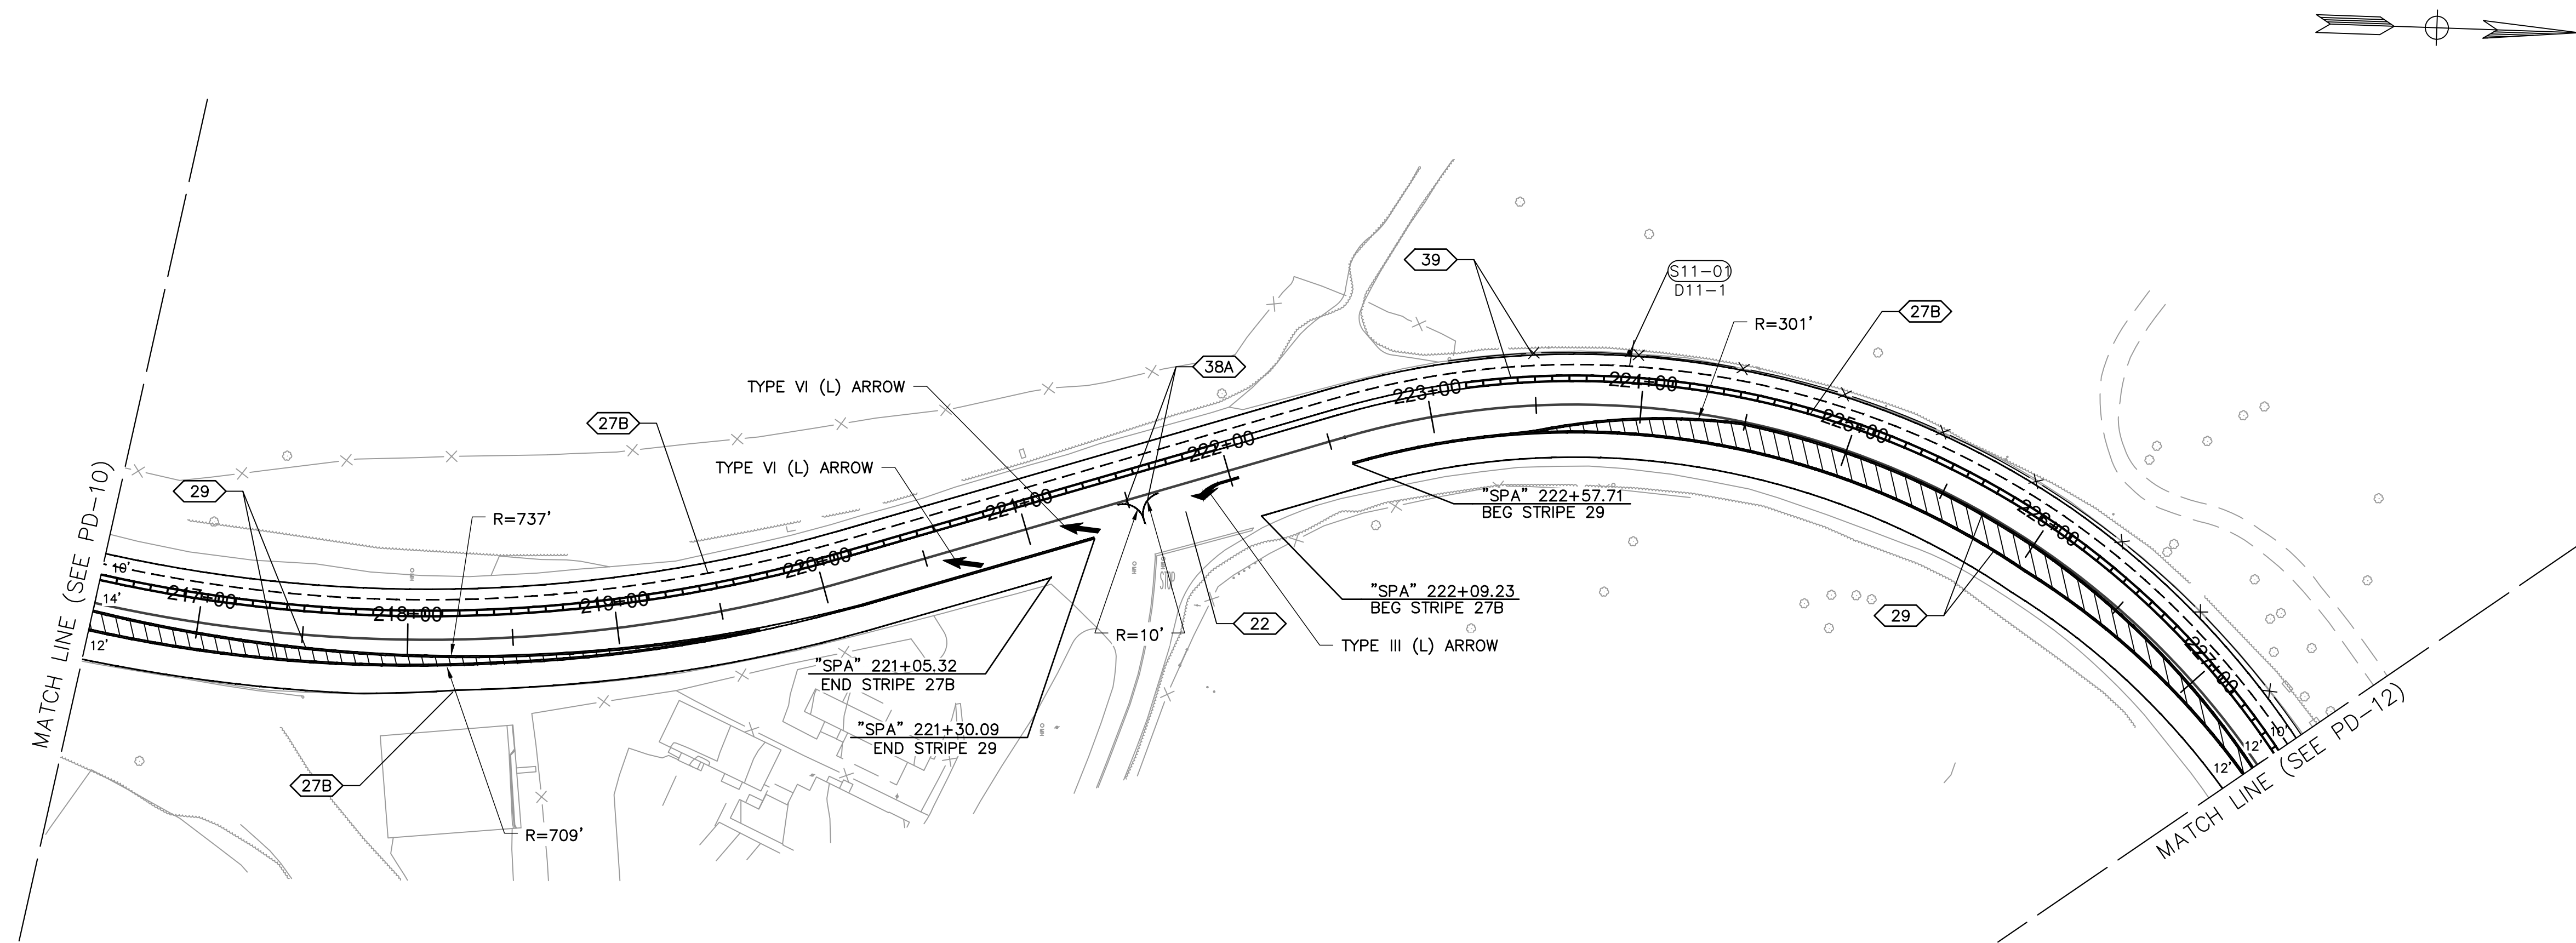 MATCH LINE (SEE PD-10)
29
R=737'
27B
TYPE VI (L) ARROW
TYPE VI (L) ARROW
38A
39
S11-01
D11-1
R=301'
27B
10'
14'
12'
217+00
218+00
219+00
220+00
221+00
222+00
223+00
224+00
225+00
226+00
227+00
"SPA" 222+57.71
BEG STRIPE 29
"SPA" 222+09.23
BEG STRIPE 27B
29
22
R=10'
TYPE III (L) ARROW
STOP
"SPA" 221+05.32
END STRIPE 27B
"SPA" 221+30.09
END STRIPE 29
27B
R=709'
10'
12'
12'
MATCH LINE (SEE PD-12)